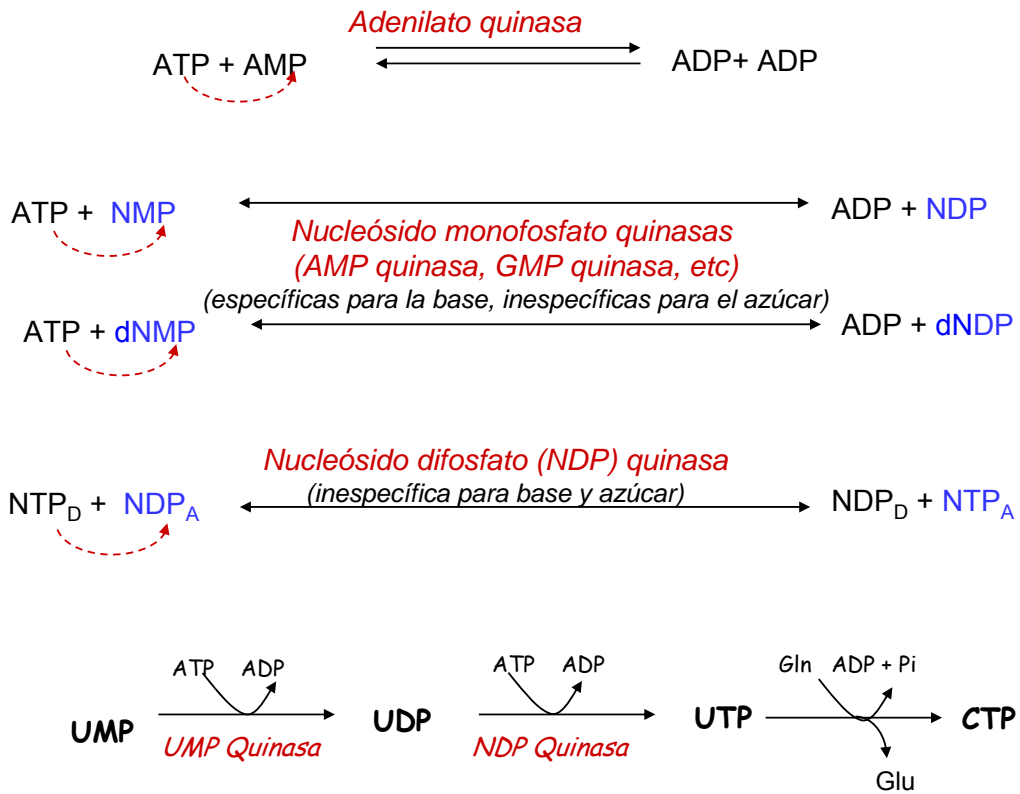 Adenilato quinasa
ATP + AMP ADP+ ADP
ATP + NMP ADP + NDP
Nucleósido monofosfato quinasas
(AMP quinasa, GMP quinasa, etc)
(específicas para la base, inespecíficas para el azúcar)
ATP + dNMP ADP + dNDP
Nucleósido difosfato (NDP) quinasa
(inespecífica para base y azúcar)
NTPD + NDPA NDPD + NTPA
ATP ADP ATP ADP Gln ADP + Pi
UMP UDP UTP CTP
UMP Quinasa NDP Quinasa
Glu